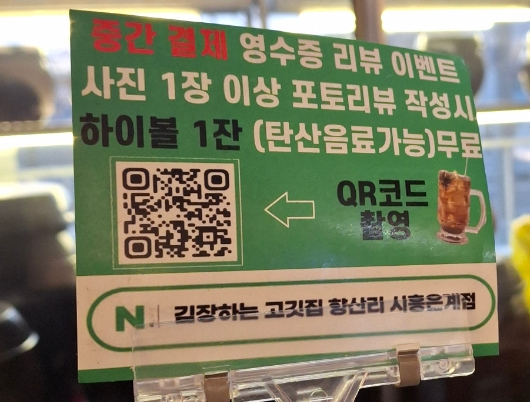 중간 결제 영수증 리뷰 이벤트
사진 1장 이상 포토리뷰 작성시
하이볼 1잔 (탄산음료가능)무료
QR코드
촬영
N 김장하는 고깃집 항산리 시흥은계점